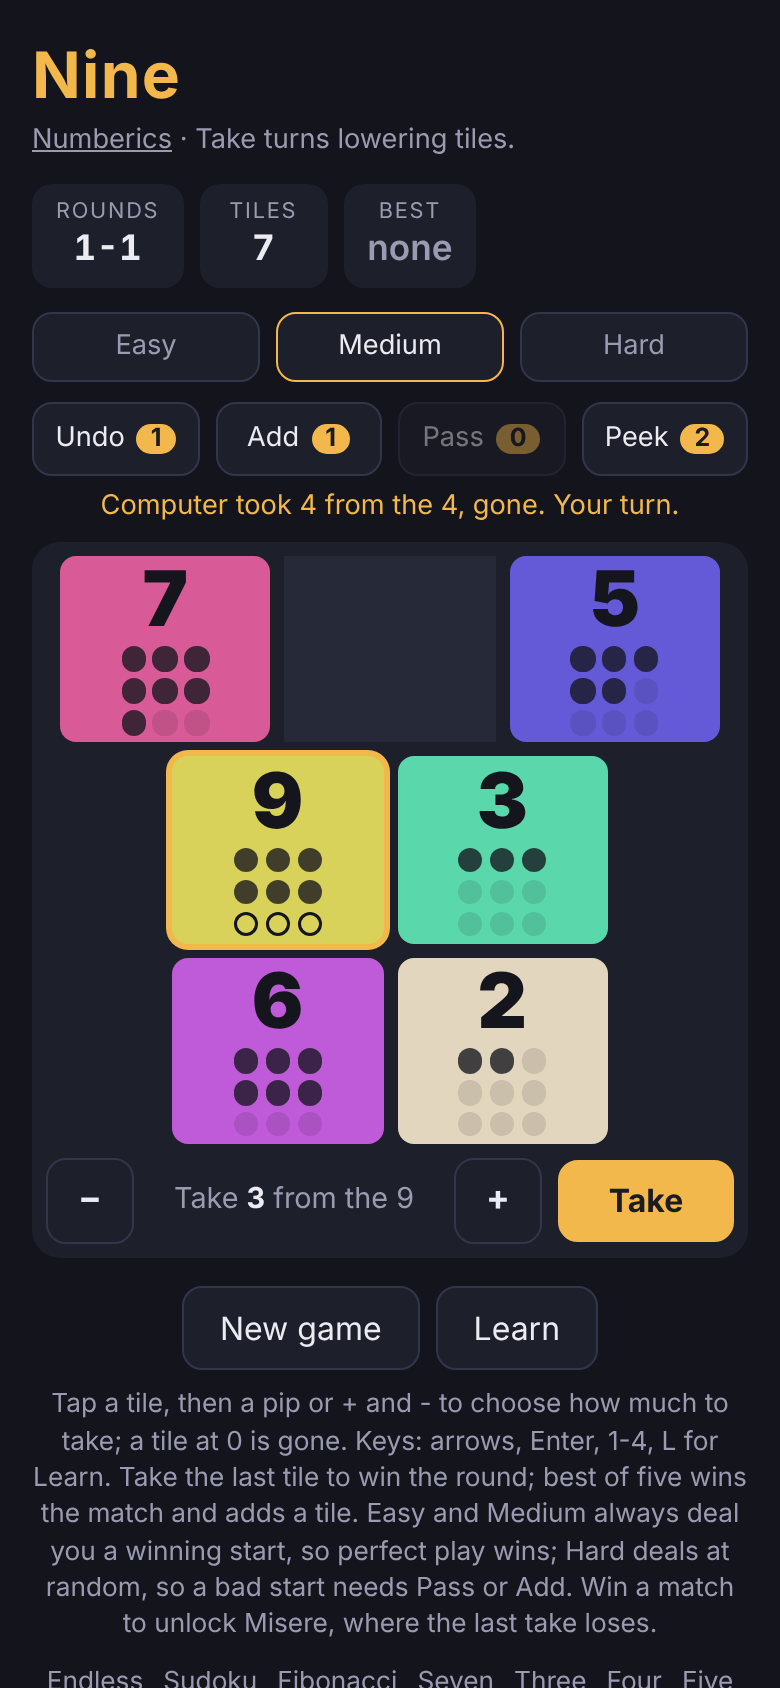 Nine
Numberics · Take turns lowering tiles.
ROUNDS TILES BEST
1-1 7 none
Easy Medium Hard
Undo 1 Add 1 Pass 0 Peek 2
Computer took 4 from the 4, gone. Your turn.
7 5
9 3
6 2
− Take 3 from the 9 + Take
New game Learn
Tap a tile, then a pip or + and - to choose how much to
take; a tile at 0 is gone. Keys: arrows, Enter, 1-4, L for
Learn. Take the last tile to win the round; best of five wins
the match and adds a tile. Easy and Medium always deal
you a winning start, so perfect play wins; Hard deals at
random, so a bad start needs Pass or Add. Win a match
to unlock Misere, where the last take loses.
Endless Sudoku Fibonacci Seven Three Four Five